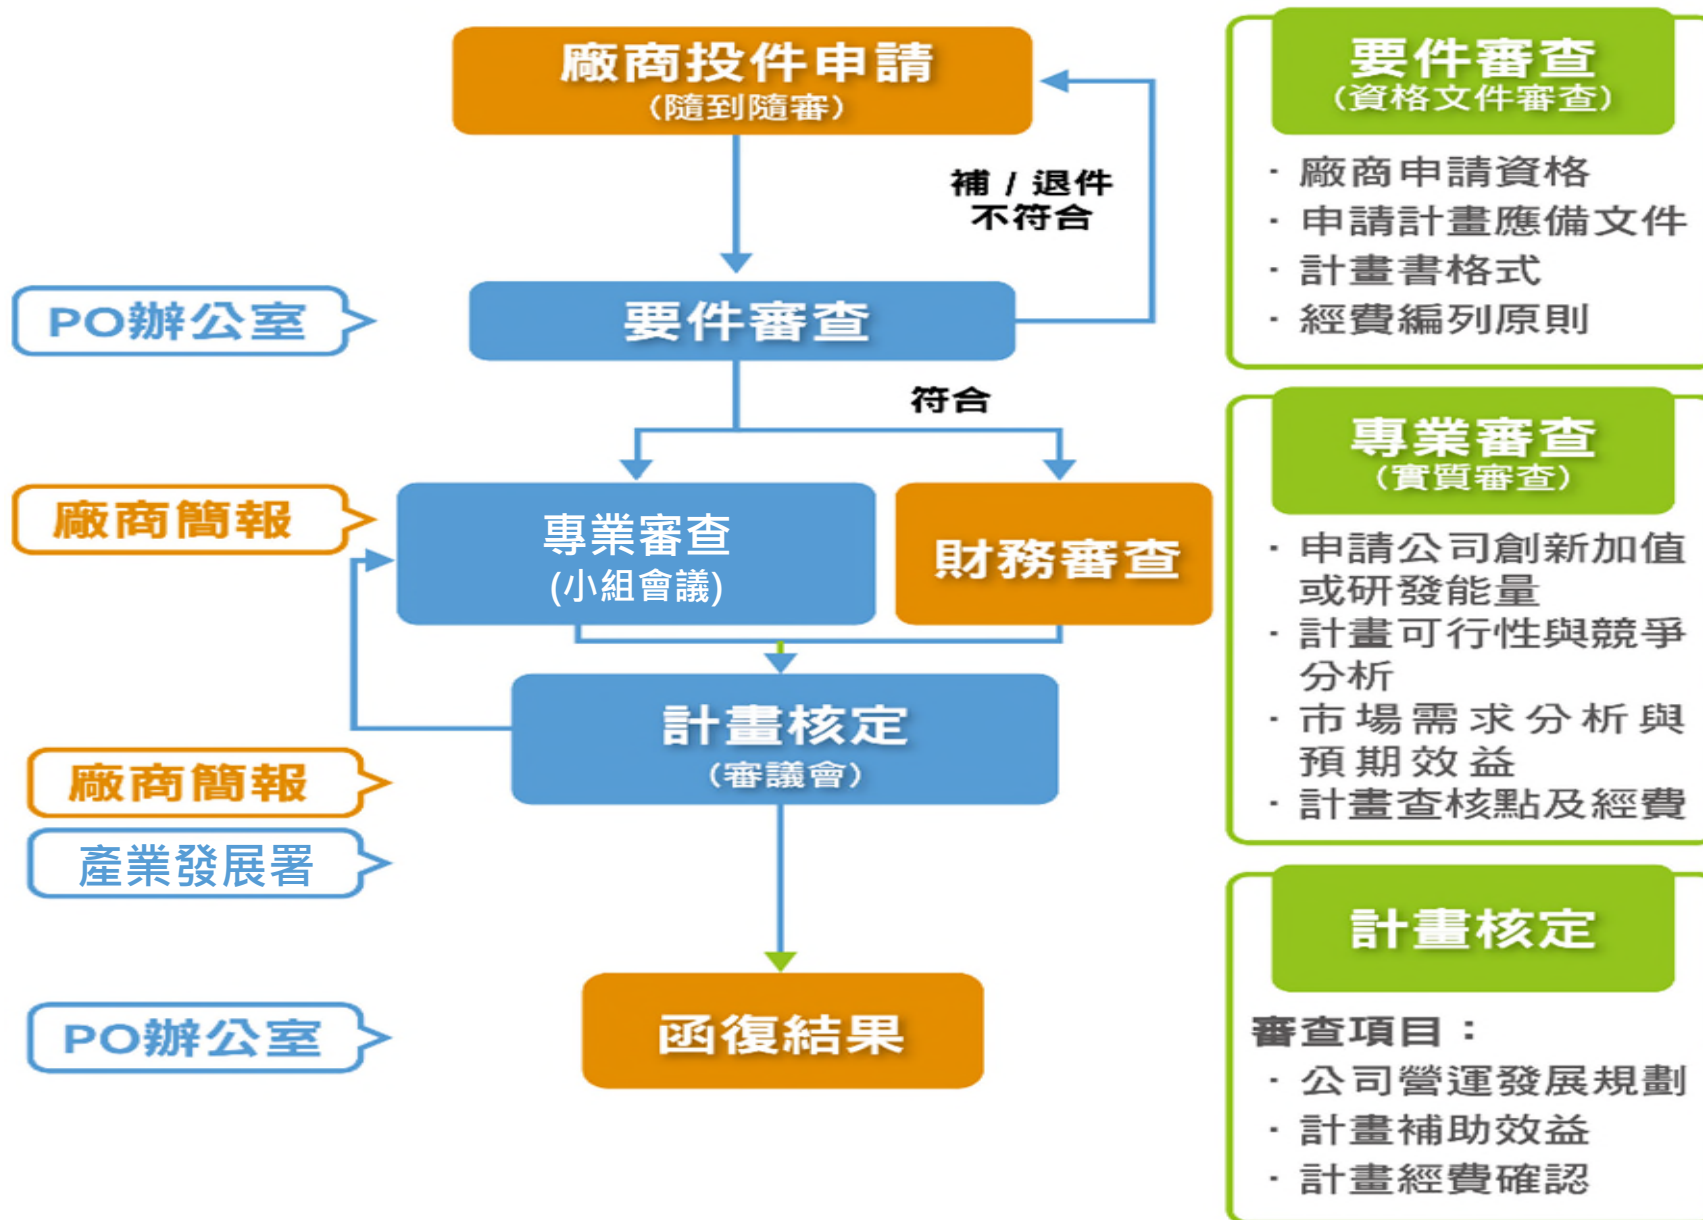 廠商投件申請
(隨到隨審)
補 / 退件
不符合
PO辦公室
要件審查
符合
廠商簡報
專業審查
(小組會議)
財務審查
計畫核定
(審議會)
廠商簡報
產業發展署
PO辦公室
函復結果
要件審查
(資格文件審查)
· 廠商申請資格
· 申請計畫應備文件
· 計畫書格式
· 經費編列原則
專業審查
(實質審查)
· 申請公司創新加值
或研發能量
· 計畫可行性與競爭
分析
· 市場需求分析與
預期效益
· 計畫查核點及經費
計畫核定
審查項目：
· 公司營運發展規劃
· 計畫補助效益
· 計畫經費確認